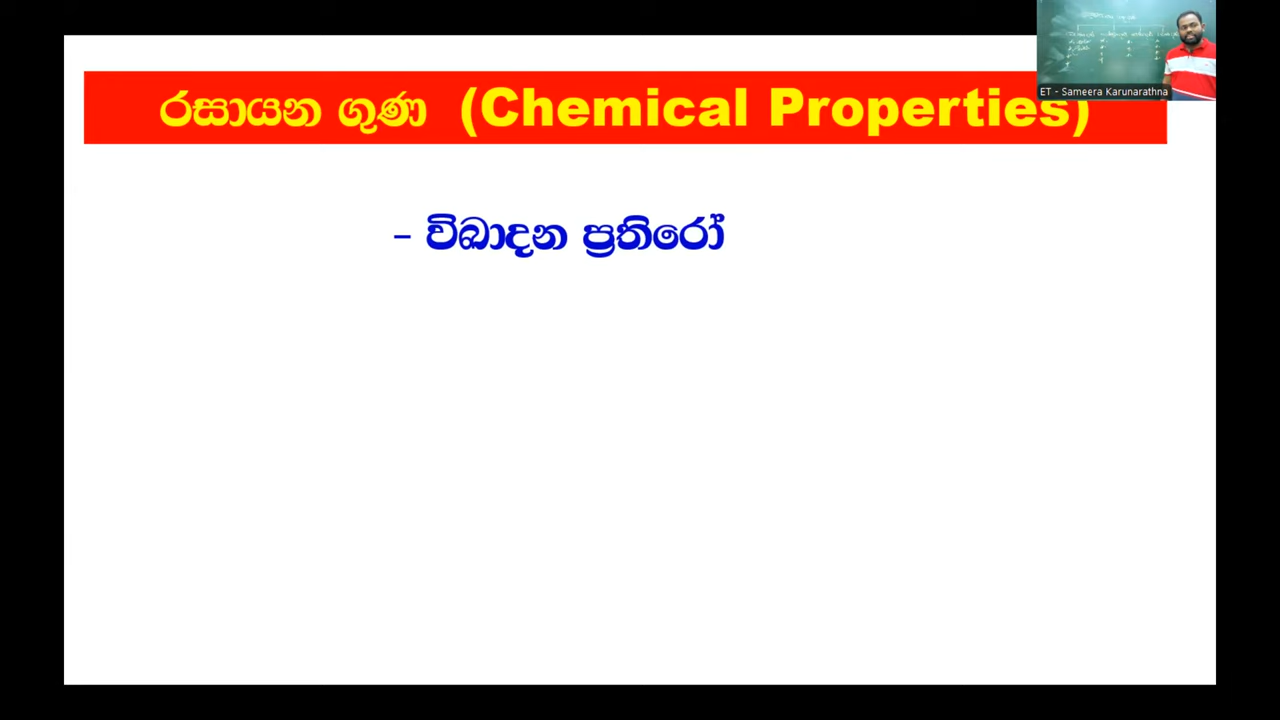 ET - Sameera Karunarathna
රසායන ගුණ (Chemical Properties)
– විඛාදන ප්‍රතිරෝ